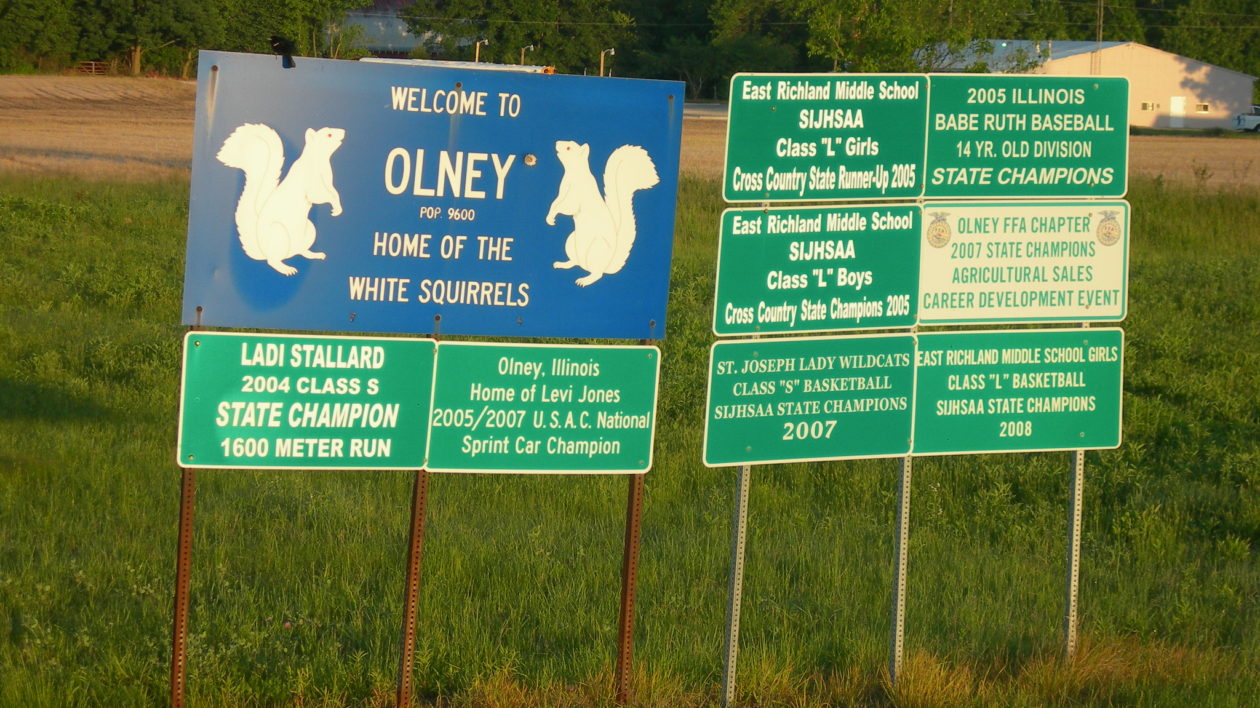 WELCOME TO
OLNEY
POP. 9600
HOME OF THE
WHITE SQUIRRELS
LADI STALLARD
2004 CLASS S
STATE CHAMPION
1600 METER RUN
Olney, Illinois
Home of Levi Jones
2005/2007 U.S.A.C. National
Sprint Car Champion
East Richland Middle School
SIJHSAA
Class "L" Girls
Cross Country State Runner-Up 2005
2005 ILLINOIS
BABE RUTH BASEBALL
14 YR. OLD DIVISION
STATE CHAMPIONS
East Richland Middle School
SIJHSAA
Class "L" Boys
Cross Country State Champions 2005
OLNEY FFA CHAPTER
2007 STATE CHAMPIONS
AGRICULTURAL SALES
CAREER DEVELOPMENT EVENT
ST. JOSEPH LADY WILDCATS
CLASS "S" BASKETBALL
SIJHSAA STATE CHAMPIONS
2007
EAST RICHLAND MIDDLE SCHOOL GIRLS
CLASS "L" BASKETBALL
SIJHSAA STATE CHAMPIONS
2008